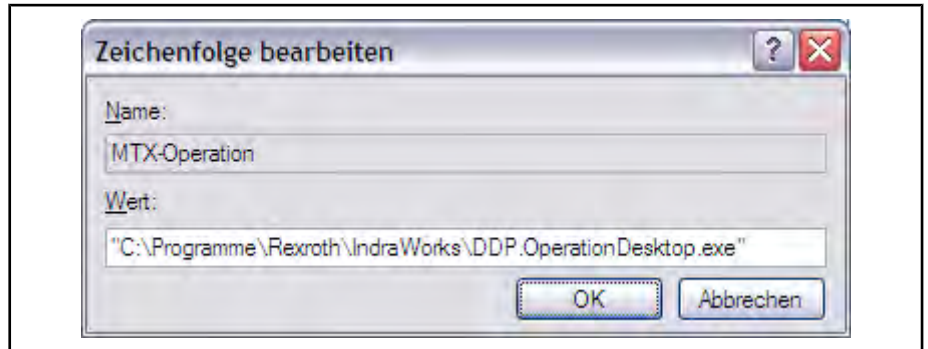 Zeichenfolge bearbeiten
Name:
MTX-Operation
Wert:
"C:\Programme\Rexroth\IndraWorks\DDP.OperationDesktop.exe"
OK Abbrechen